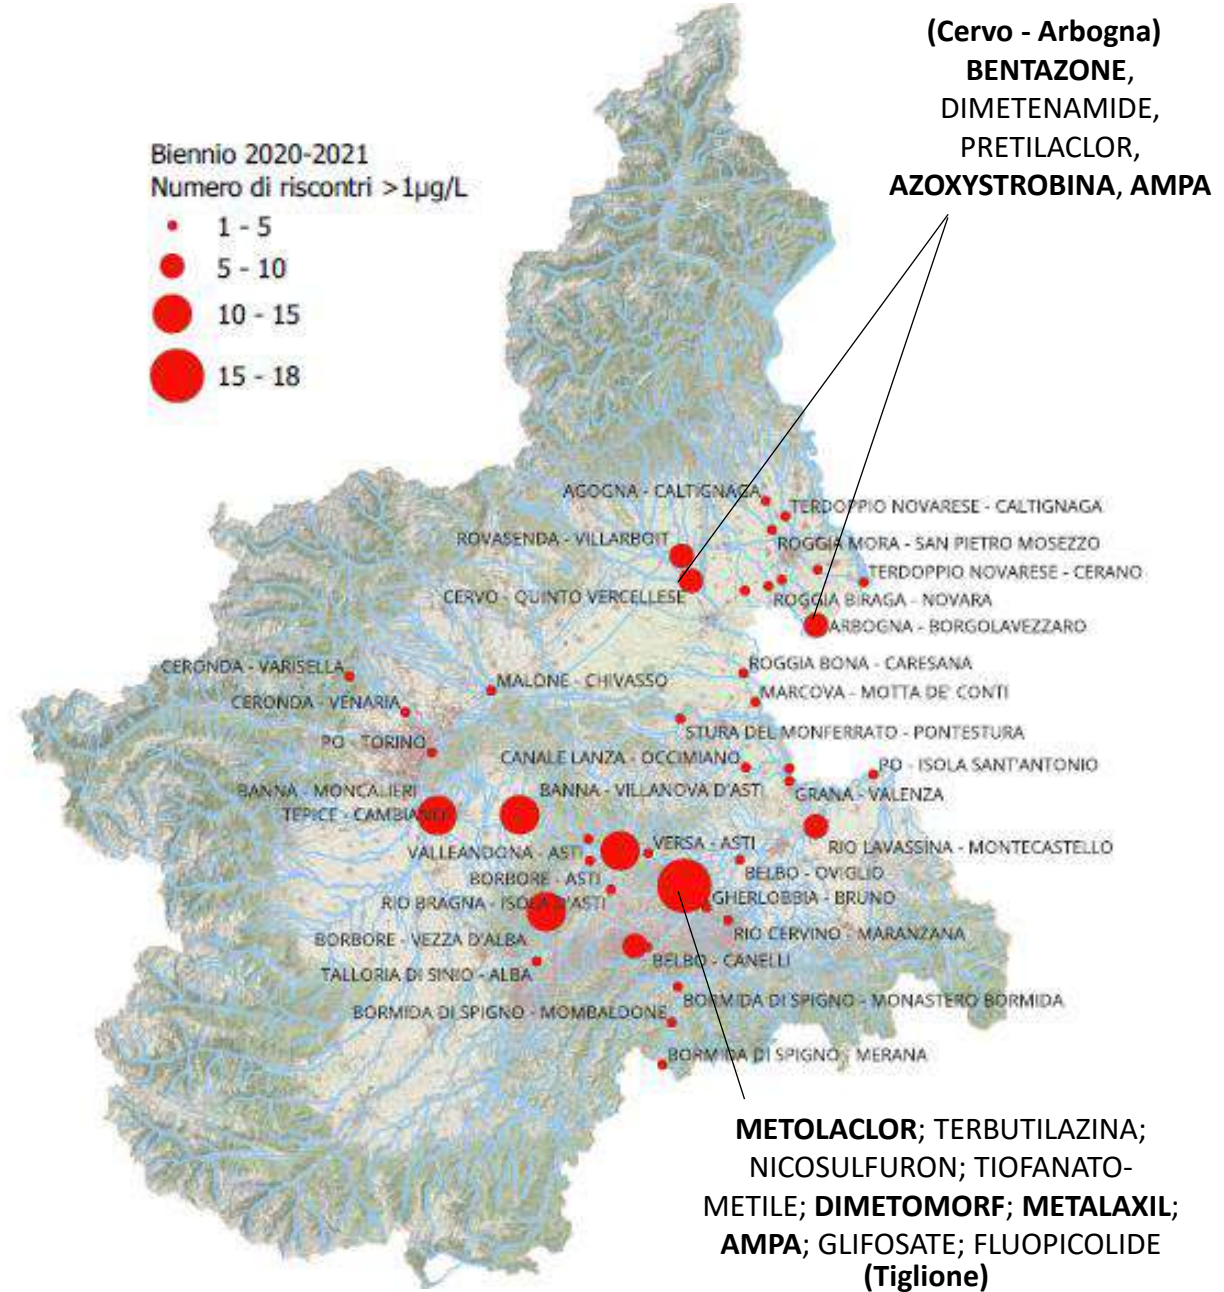 (Cervo - Arbogna)
BENTAZONE,
DIMETENAMIDE,
PRETILACLOR,
AZOXYSTROBINA, AMPA
Biennio 2020-2021
Numero di riscontri >1µg/L
1 - 5
5 - 10
10 - 15
15 - 18
AGOGNA - CALTIGNAGA
TERDOPPIO NOVARESE - CALTIGNAGA
ROVASENDA - VILLARBOIT
ROGGIA MORA - SAN PIETRO MOSEZZO
TERDOPPIO NOVARESE - CERANO
CERVO - QUINTO VERCELLESE
ROGGIA BIRAGA - NOVARA
ARBOGNA - BORGOLAVEZZARO
CERONDA - VARISELLA
ROGGIA BONA - CARESANA
MALONE - CHIVASSO
MARCOVA - MOTTA DE' CONTI
CERONDA - VENARIA
STURA DEL MONFERRATO - PONTESTURA
PO - TORINO
CANALE LANZA - OCCIMIANO
PO - ISOLA SANT'ANTONIO
BANNA - MONCALIERI
BANNA - VILLANOVA D'ASTI
GRANA - VALENZA
TEPICE - CAMBIANO
VERSA - ASTI
RIO LAVASSINA - MONTECASTELLO
VALLEANDONA - ASTI
BELBO - OVIGLIO
BORBORE - ASTI
GHERLOBBIA - BRUNO
RIO BRAGNA - ISOLA D'ASTI
RIO CERVINO - MARANZANA
BORBORE - VEZZA D'ALBA
BELBO - CANELLI
TALLORIA DI SINIO - ALBA
BORMIDA DI SPIGNO - MONASTERO BORMIDA
BORMIDA DI SPIGNO - MOMBALDONE
BORMIDA DI SPIGNO - MERANA
METOLACLOR; TERBUTILAZINA;
NICOSULFURON; TIOFANATO-
METILE; DIMETOMORF; METALAXIL;
AMPA; GLIFOSATE; FLUOPICOLIDE
(Tiglione)